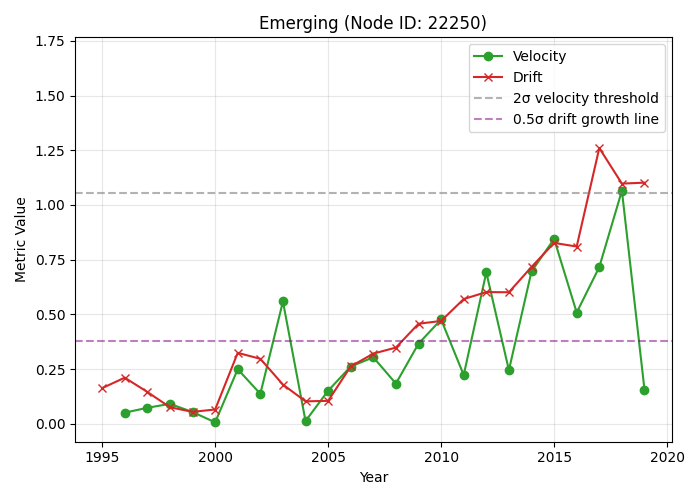 Emerging (Node ID: 22250)
Velocity
Drift
2σ velocity threshold
0.5σ drift growth line
Metric Value
1.75
1.50
1.25
1.00
0.75
0.50
0.25
0.00
1995 2000 2005 2010 2015 2020
Year